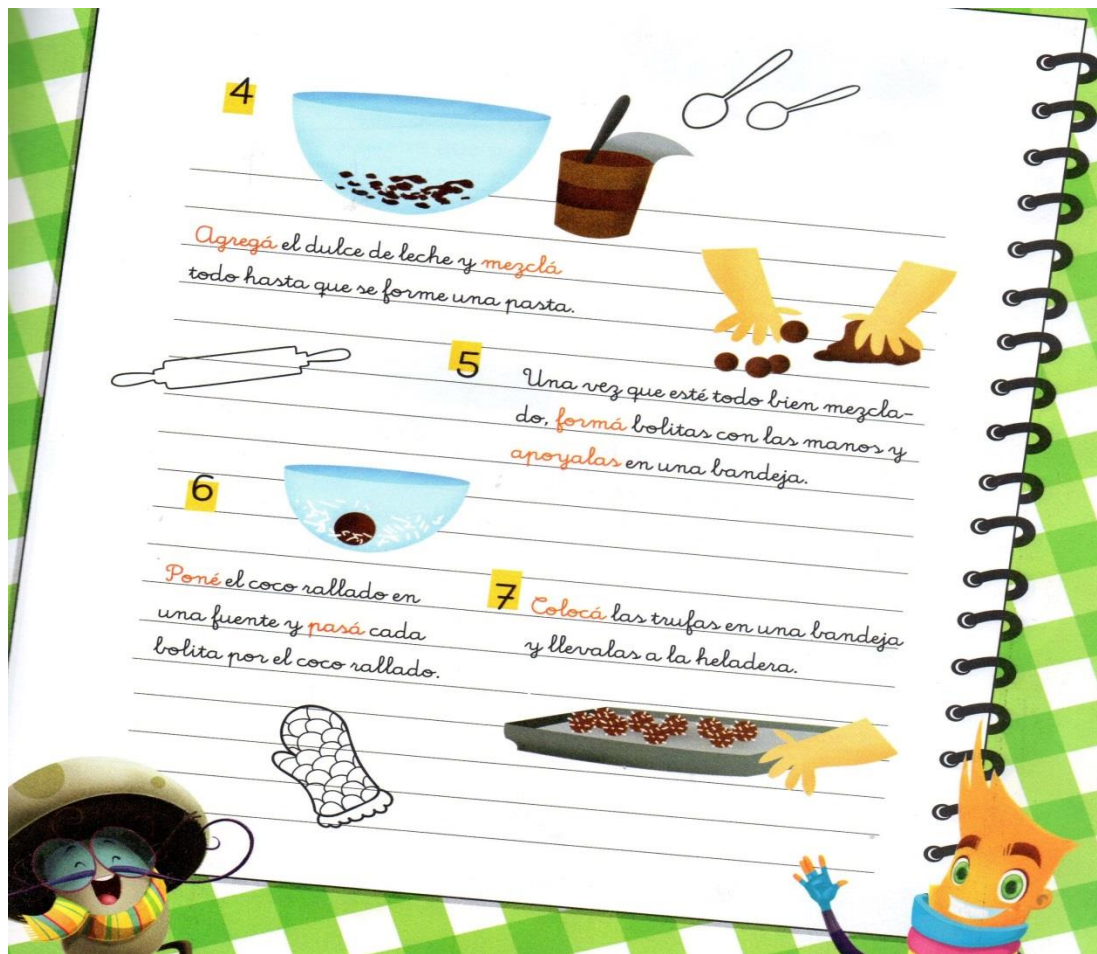 4
Agregá el dulce de leche y mezclá
todo hasta que se forme una pasta.
5
Una vez que esté todo bien mezcla-
do, formá bolitas con las manos y
apoyalas en una bandeja.
6
Poné el coco rallado en
una fuente y pasá cada
bolita por el coco rallado.
7
Colocá las trufas en una bandeja
y llevalas a la heladera.